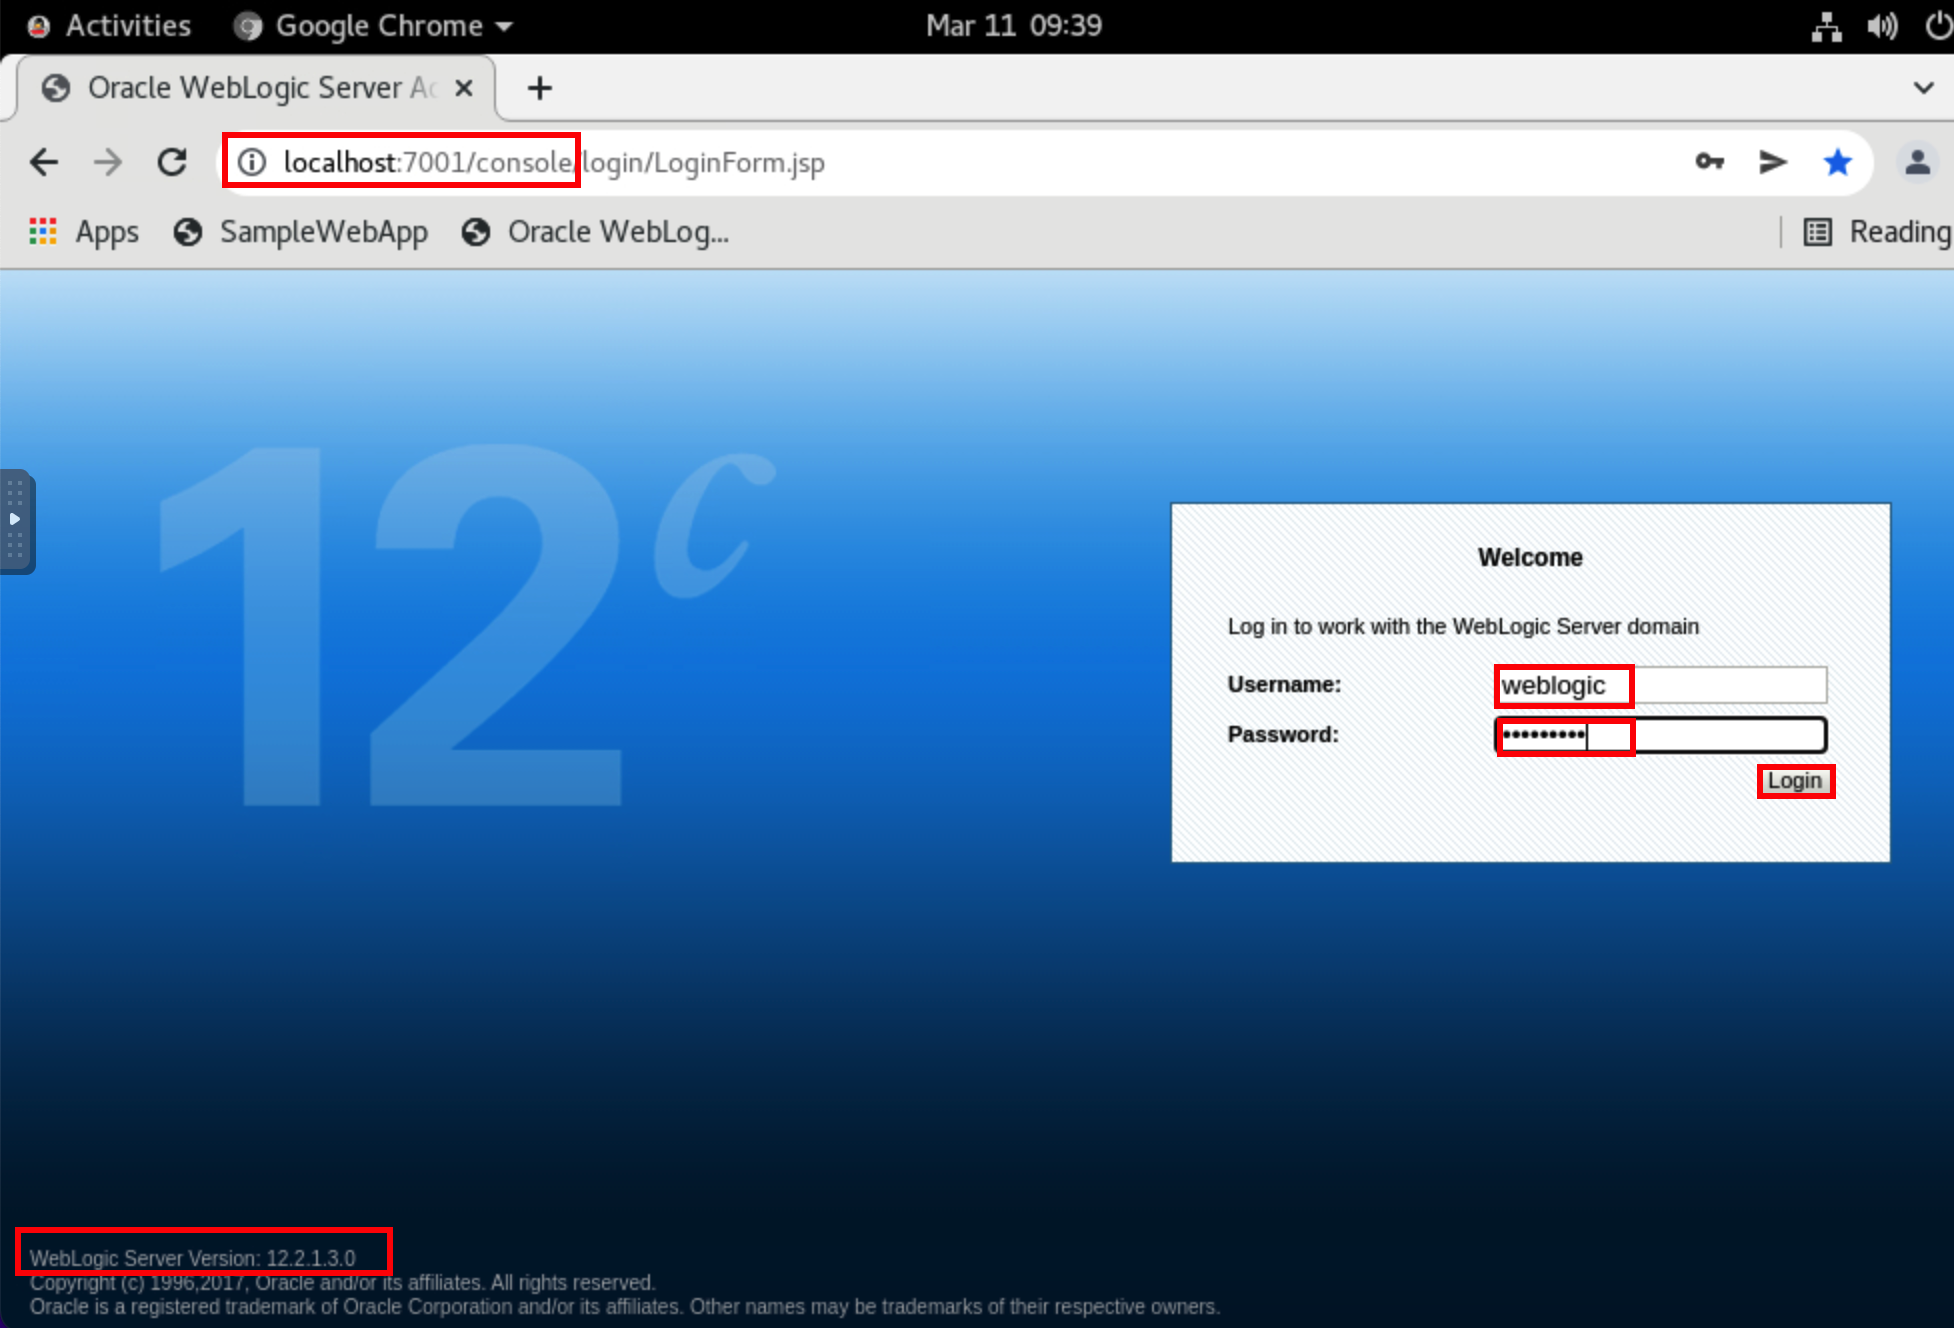 Activities Google Chrome Mar 11 09:39
Oracle WebLogic Server Ad
localhost:7001/console/login/LoginForm.jsp
Apps SampleWebApp Oracle WebLog... Reading
12c
Welcome
Log in to work with the WebLogic Server domain
Username: weblogic
Password: •••••••••
Login
WebLogic Server Version: 12.2.1.3.0
Copyright (c) 1996,2017, Oracle and/or its affiliates. All rights reserved.
Oracle is a registered trademark of Oracle Corporation and/or its affiliates. Other names may be trademarks of their respective owners.